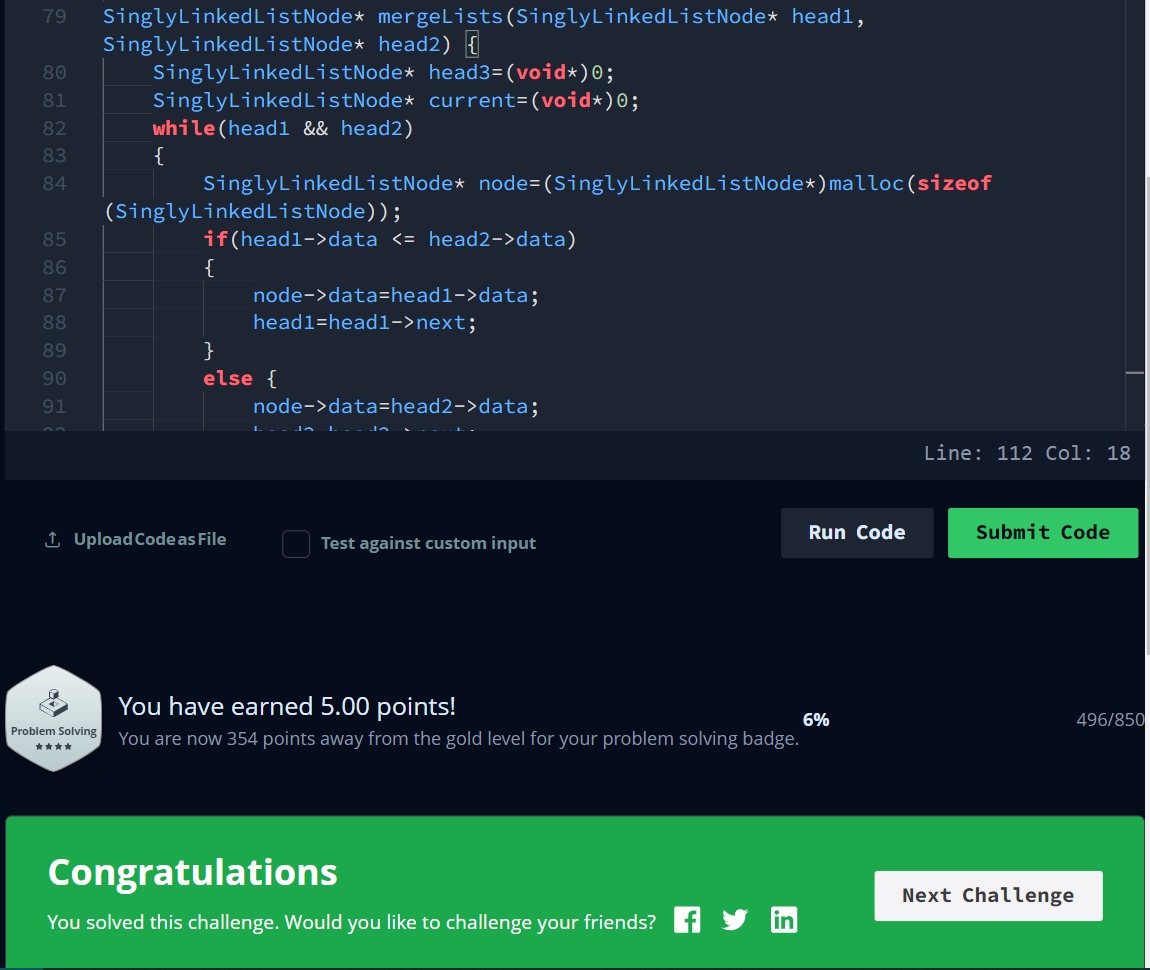 79 SinglyLinkedListNode* mergeLists(SinglyLinkedListNode* head1,
SinglyLinkedListNode* head2) {
80 SinglyLinkedListNode* head3=(void*)0;
81 SinglyLinkedListNode* current=(void*)0;
82 while(head1 && head2)
83 {
84 SinglyLinkedListNode* node=(SinglyLinkedListNode*)malloc(sizeof
(SinglyLinkedListNode));
85 if(head1->data <= head2->data)
86 {
87 node->data=head1->data;
88 head1=head1->next;
89 }
90 else {
91 node->data=head2->data;
Line: 112 Col: 18
Upload Code as File
Test against custom input
Run Code
Submit Code
Problem Solving
You have earned 5.00 points!
You are now 354 points away from the gold level for your problem solving badge.
6%
496/850
Congratulations
You solved this challenge. Would you like to challenge your friends?
Next Challenge